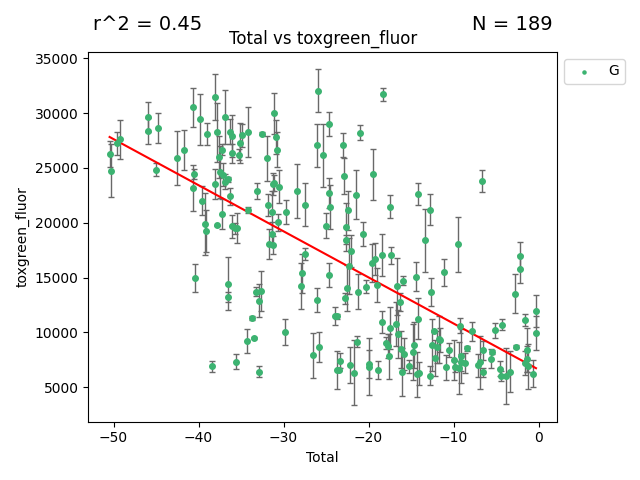 r^2 = 0.45
N = 189
Total vs toxgreen_fluor
G
35000
30000
25000
20000
15000
10000
5000
toxgreen_fluor
−50
−40
−30
−20
−10
0
Total